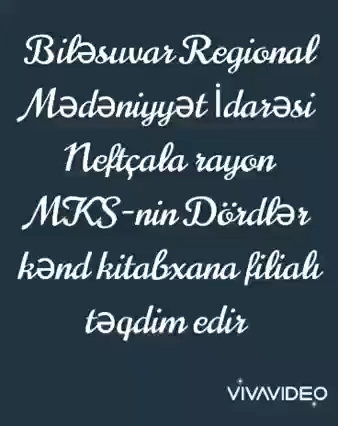 Biləsuvar Regional
Mədəniyyət İdarəsi
Neftçala rayon
MKS-nin Dördlər
kənd kitabxana filialı
təqdim edir
VIVAVIDEO